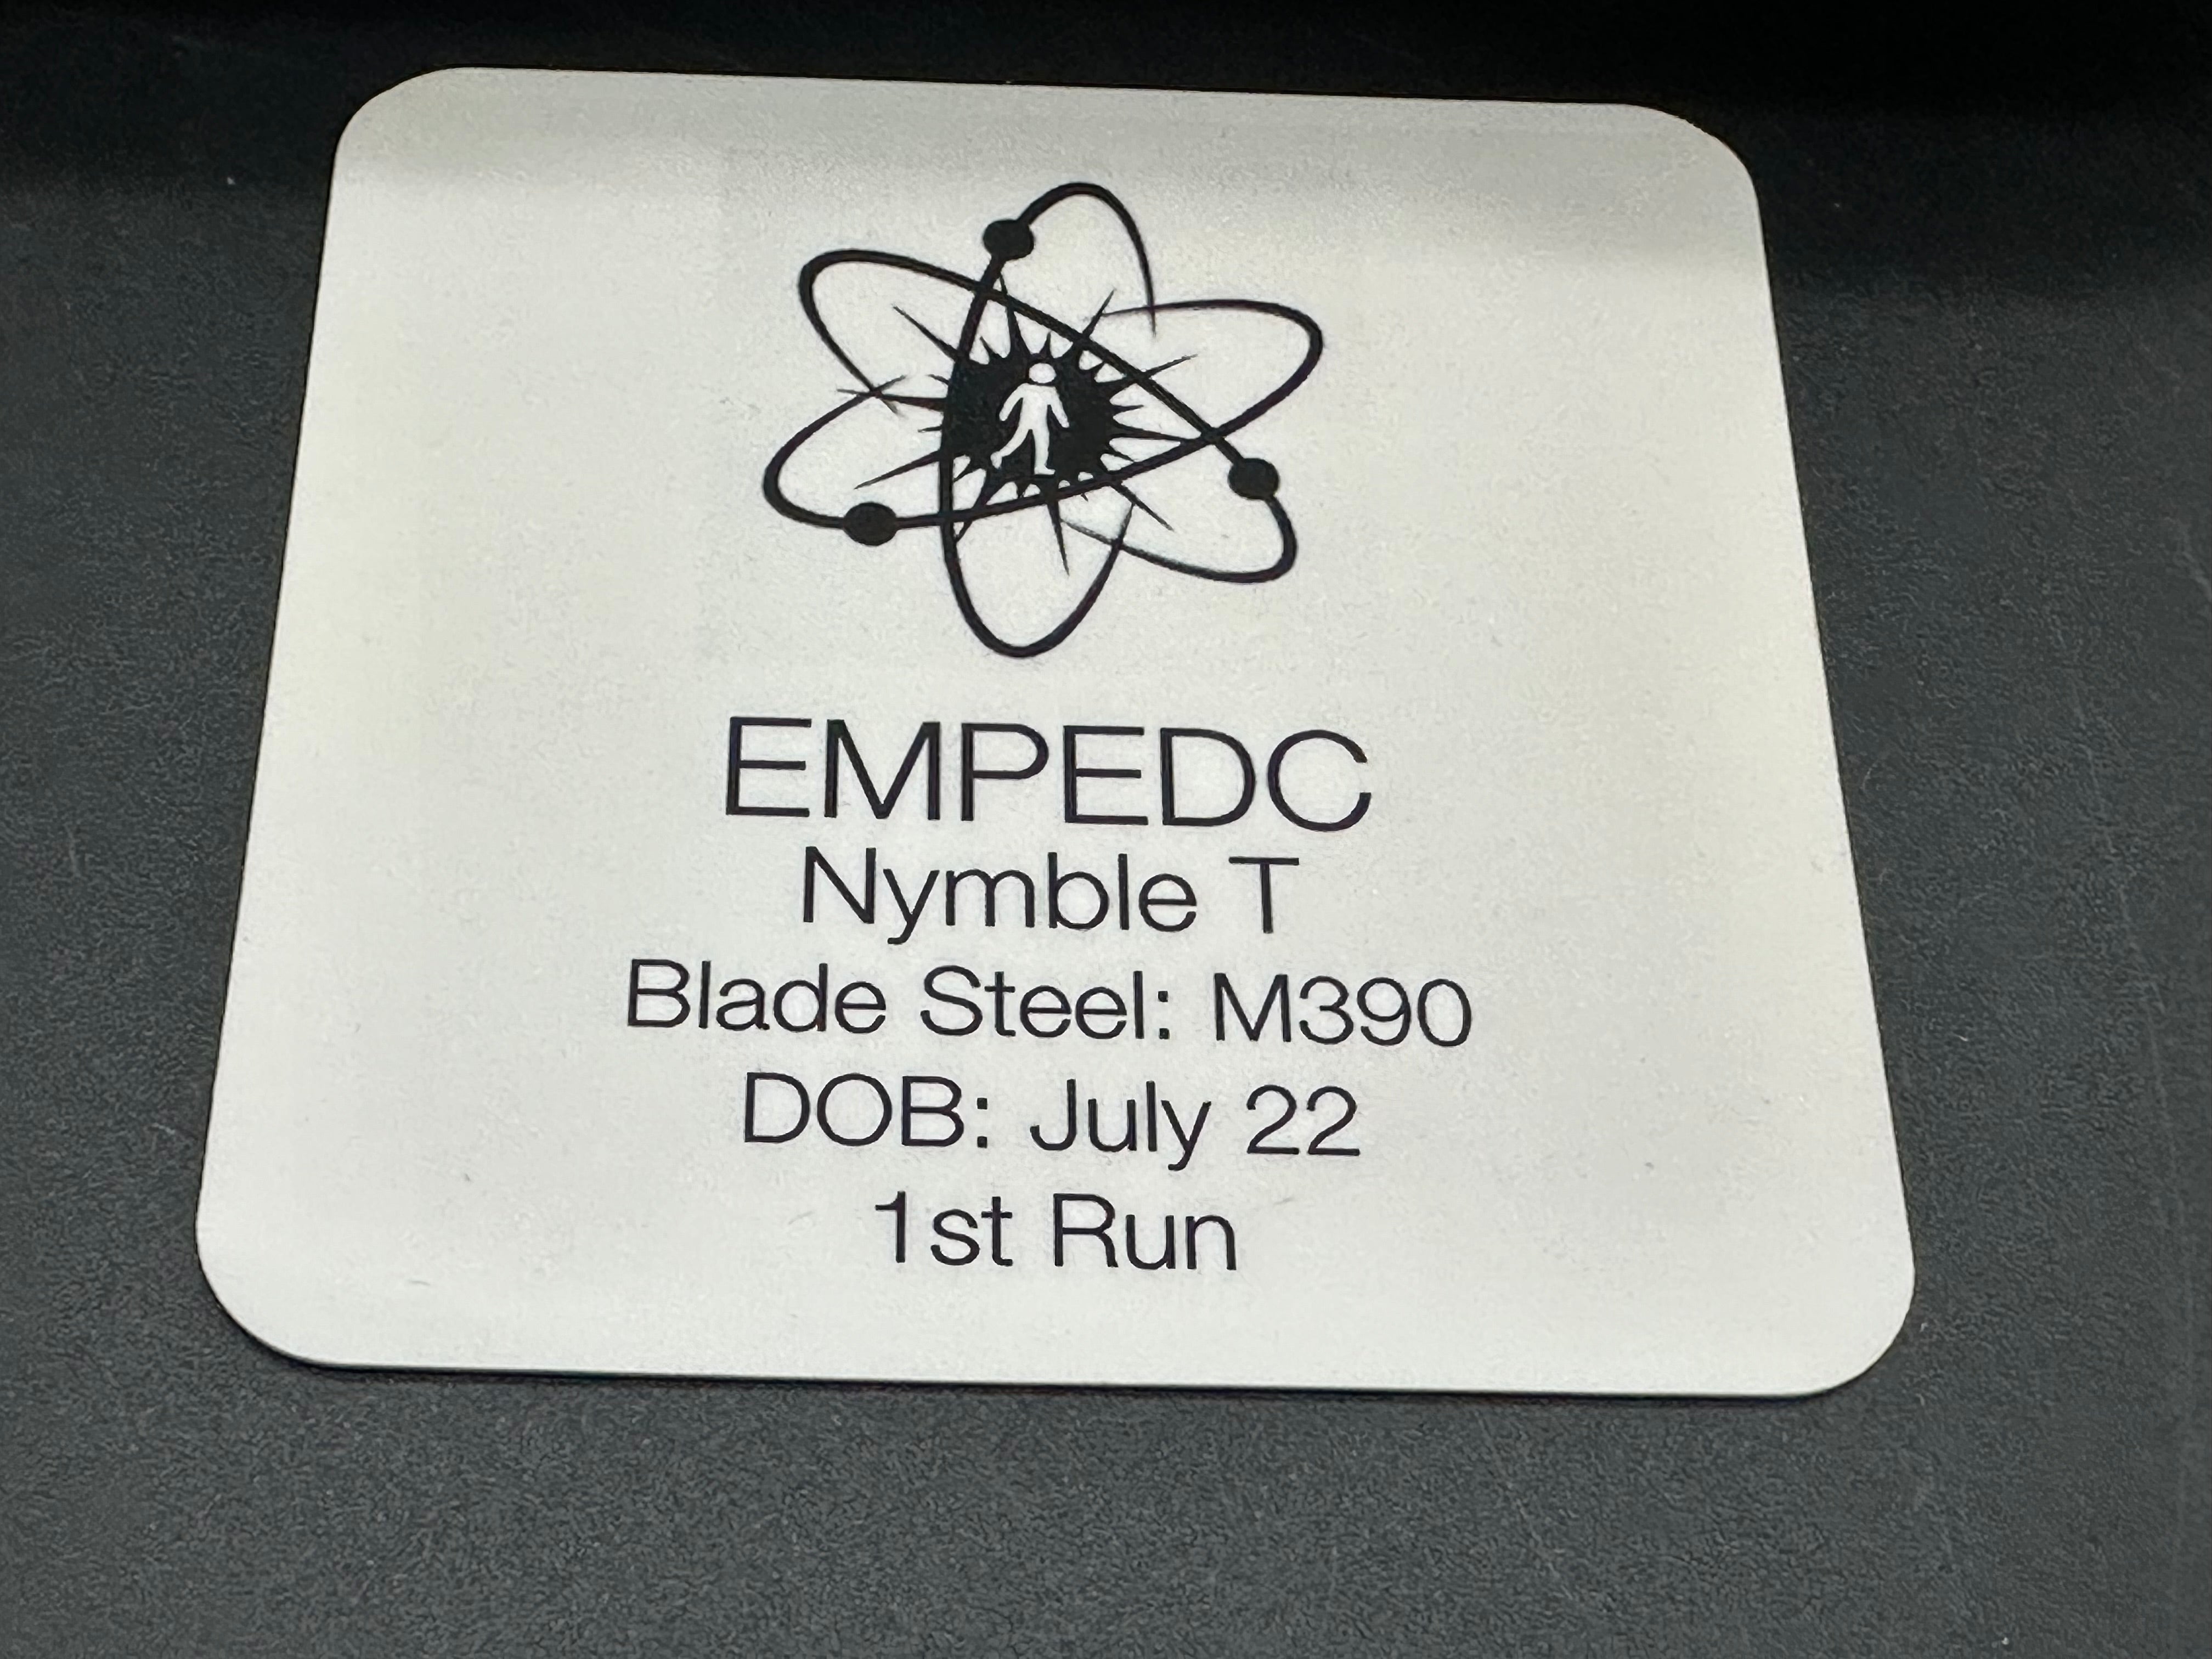 EMPEDC
Nymble T
Blade Steel: M390
DOB: July 22
1st Run